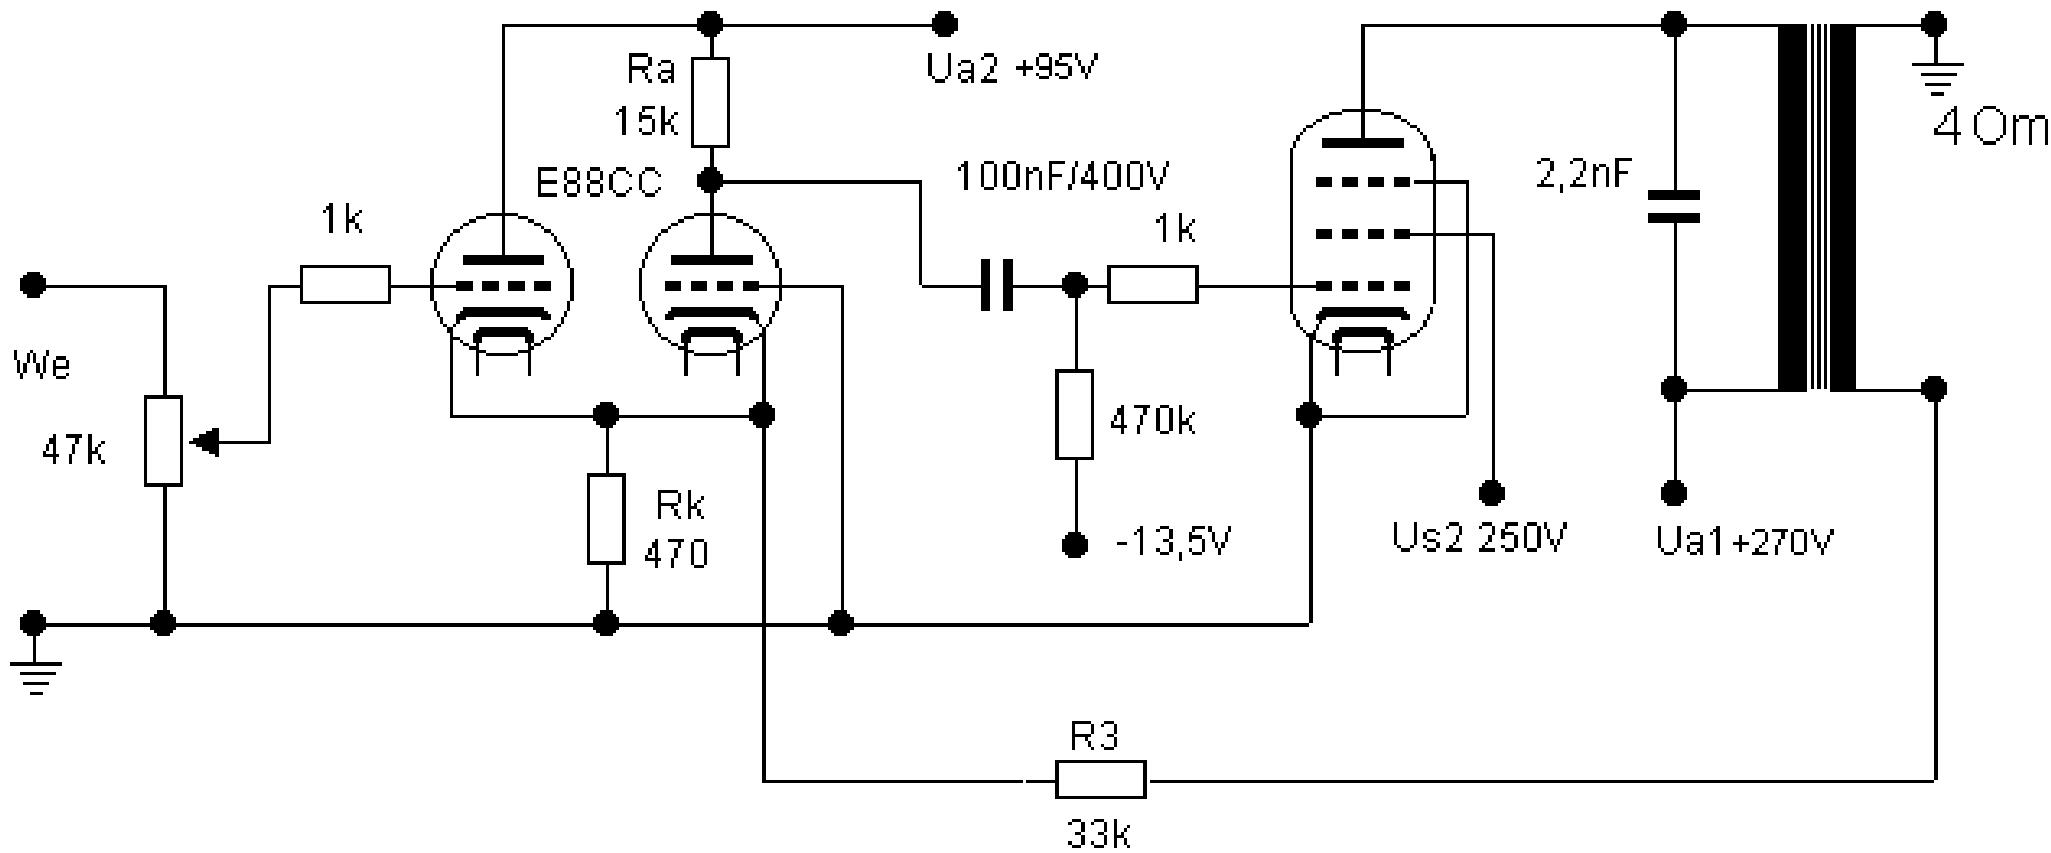 Ra
15k
Ua2 +95V
4 Om
E88CC
100nF/400V
2,2nF
1k
1k
We
47k
470k
Rk
470
-13,5V
Us2 250V
Ua1 +270V
R3
33k